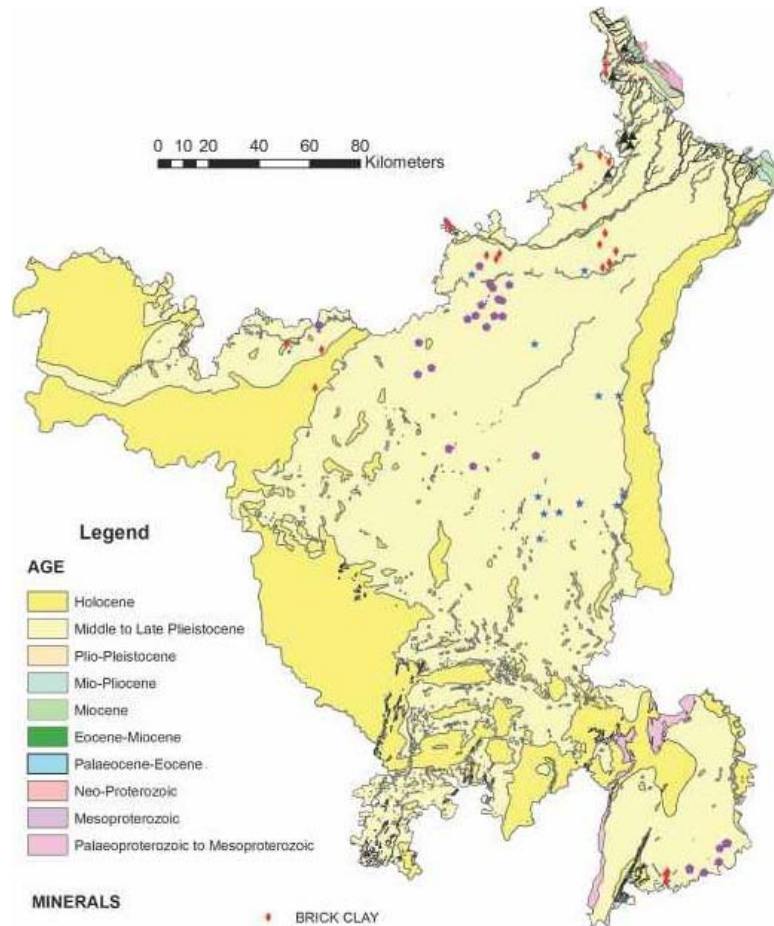 0 10 20 40 60 80
Kilometers
Legend
AGE
Holocene
Middle to Late Plieistocene
Plio-Pleistocene
Mio-Pliocene
Miocene
Eocene-Miocene
Palaeocene-Eocene
Neo-Proterozoic
Mesoproterozoic
Palaeoproterozoic to Mesoproterozoic
MINERALS
BRICK CLAY